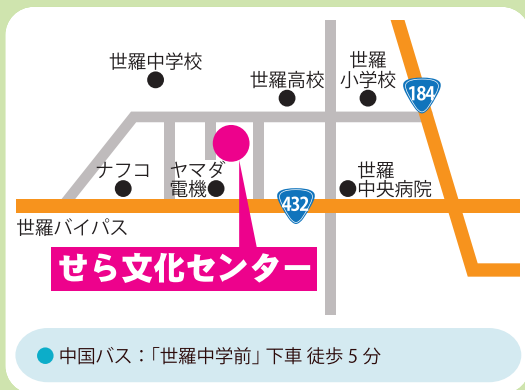 世羅中学校
世羅高校
世羅
小学校
184
ナフコ
ヤマダ
電機
世羅
中央病院
432
世羅バイパス
せら文化センター
中国バス：「世羅中学前」下車 徒歩 5 分